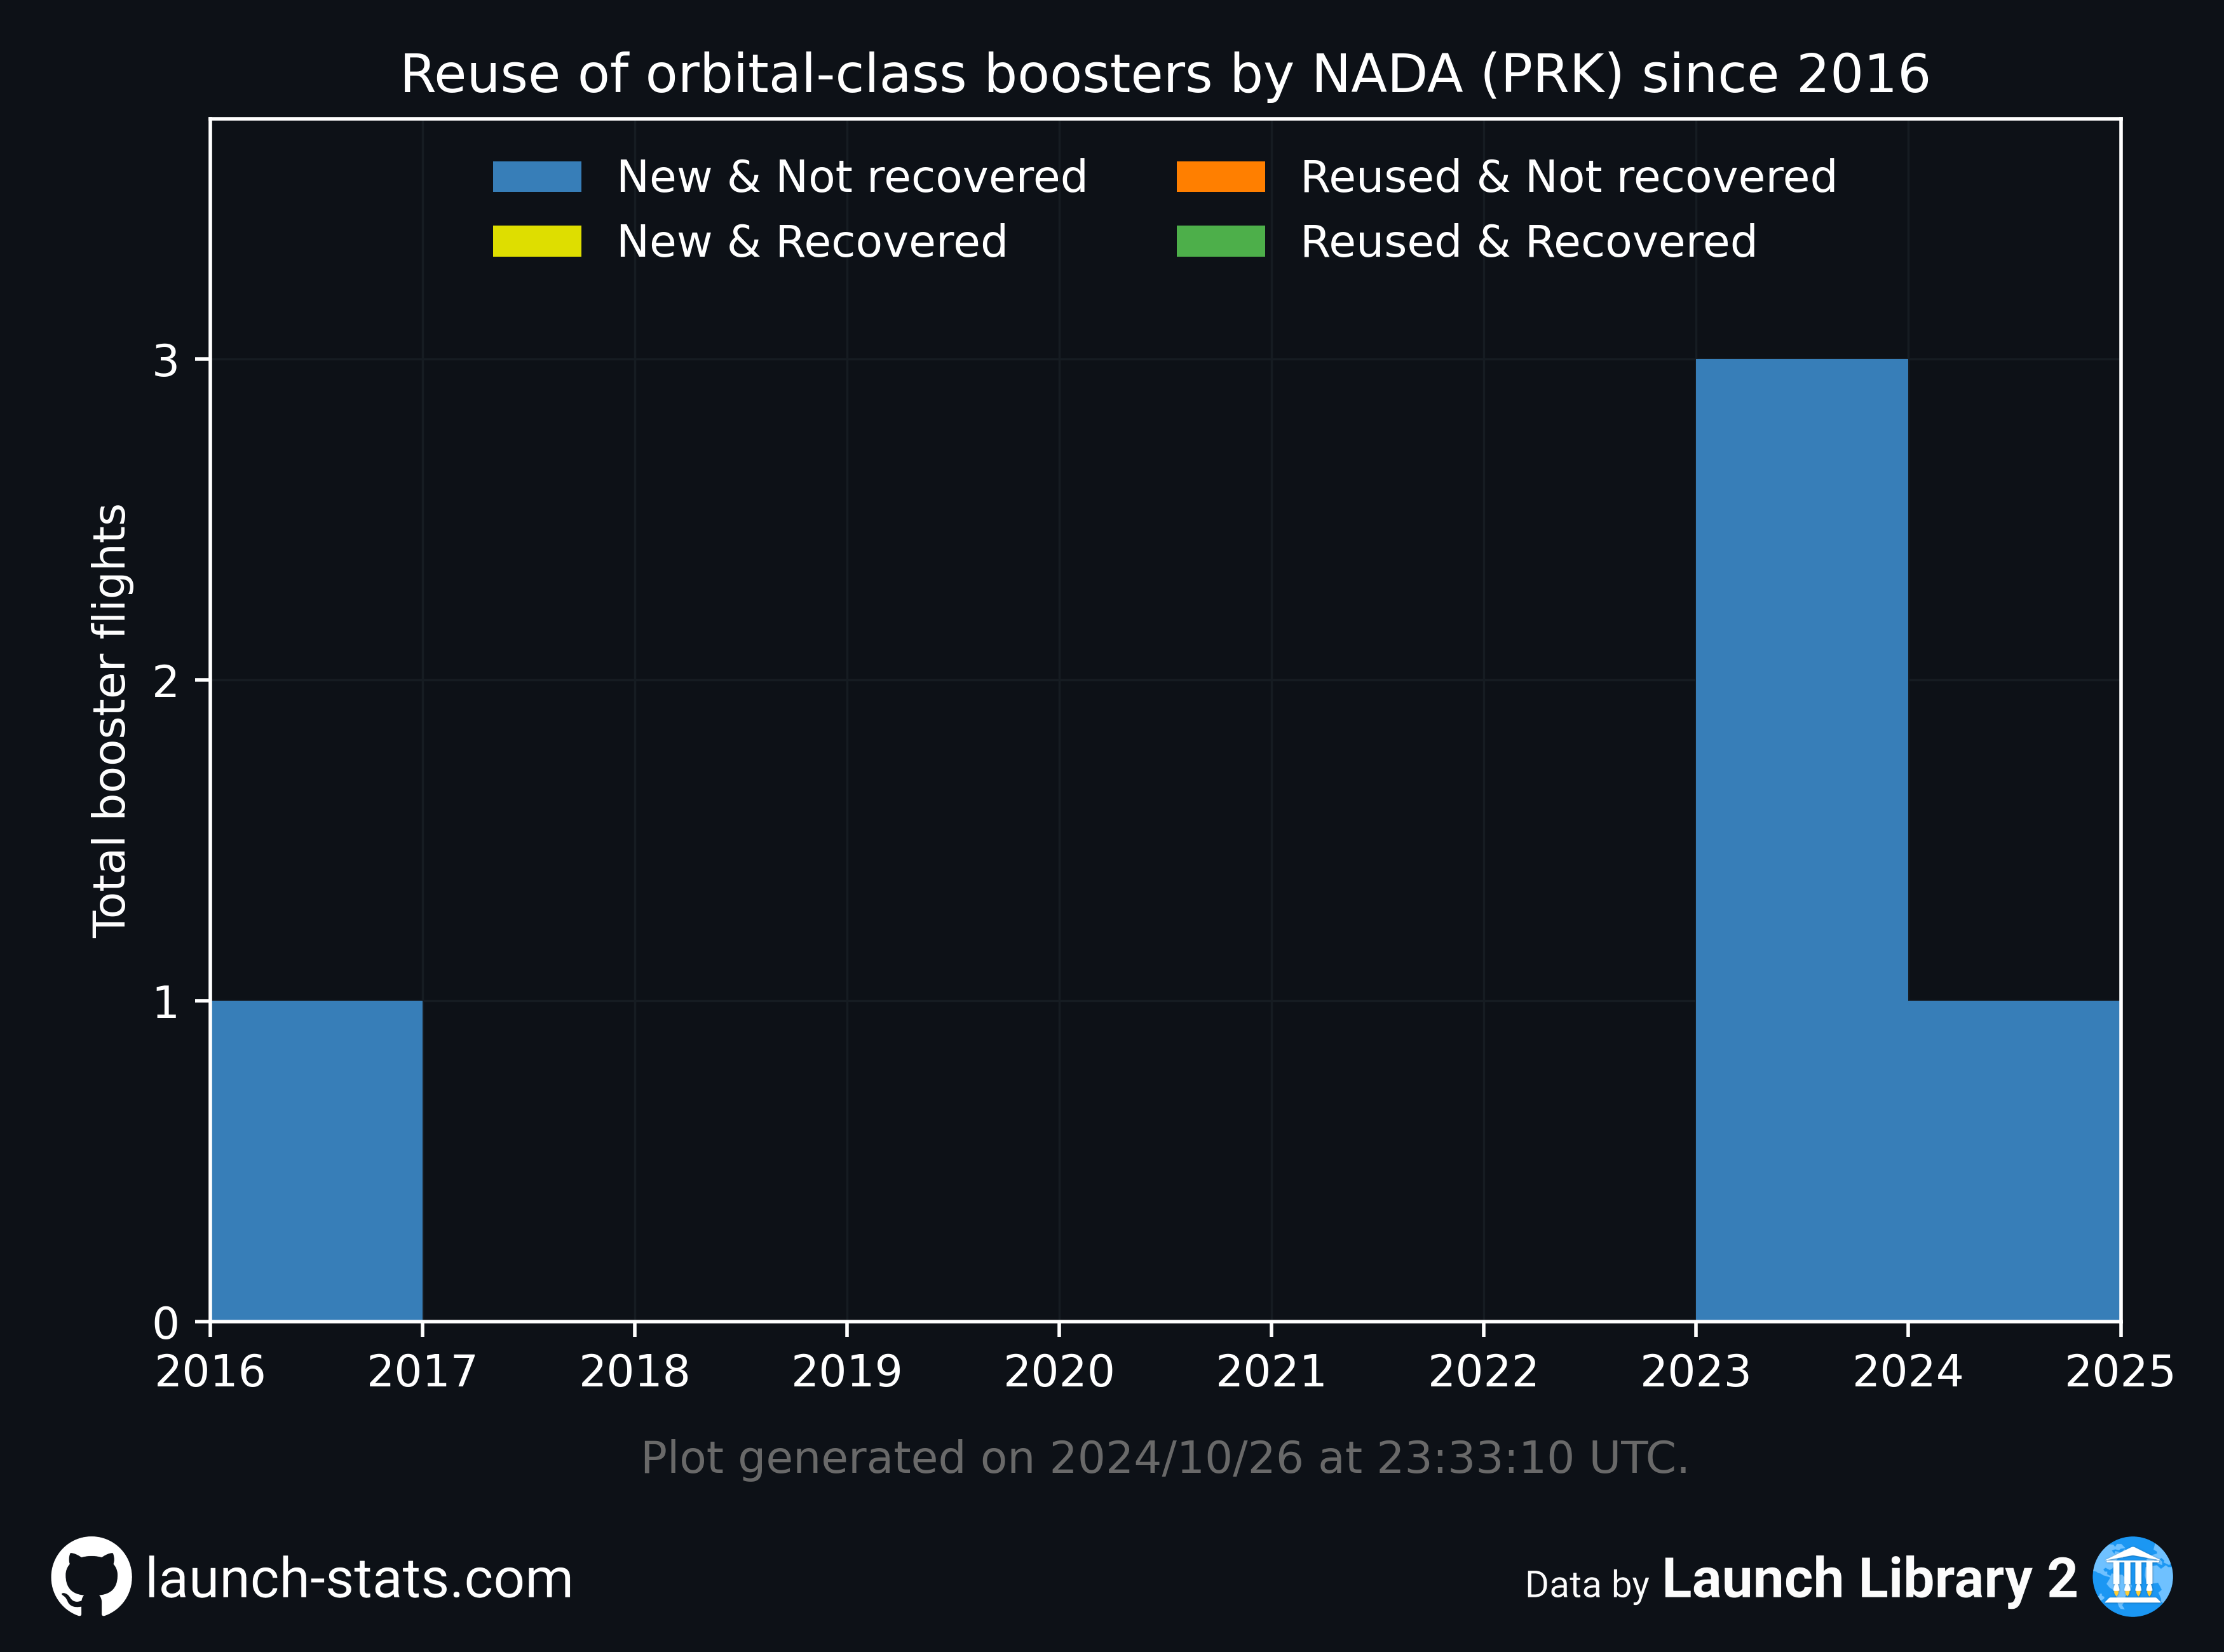 Reuse of orbital-class boosters by NADA (PRK) since 2016
New & Not recovered
New & Recovered
Reused & Not recovered
Reused & Recovered
Total booster flights
3
2
1
0
2016 2017 2018 2019 2020 2021 2022 2023 2024 2025
Plot generated on 2024/10/26 at 23:33:10 UTC.
launch-stats.com
Data by Launch Library 2